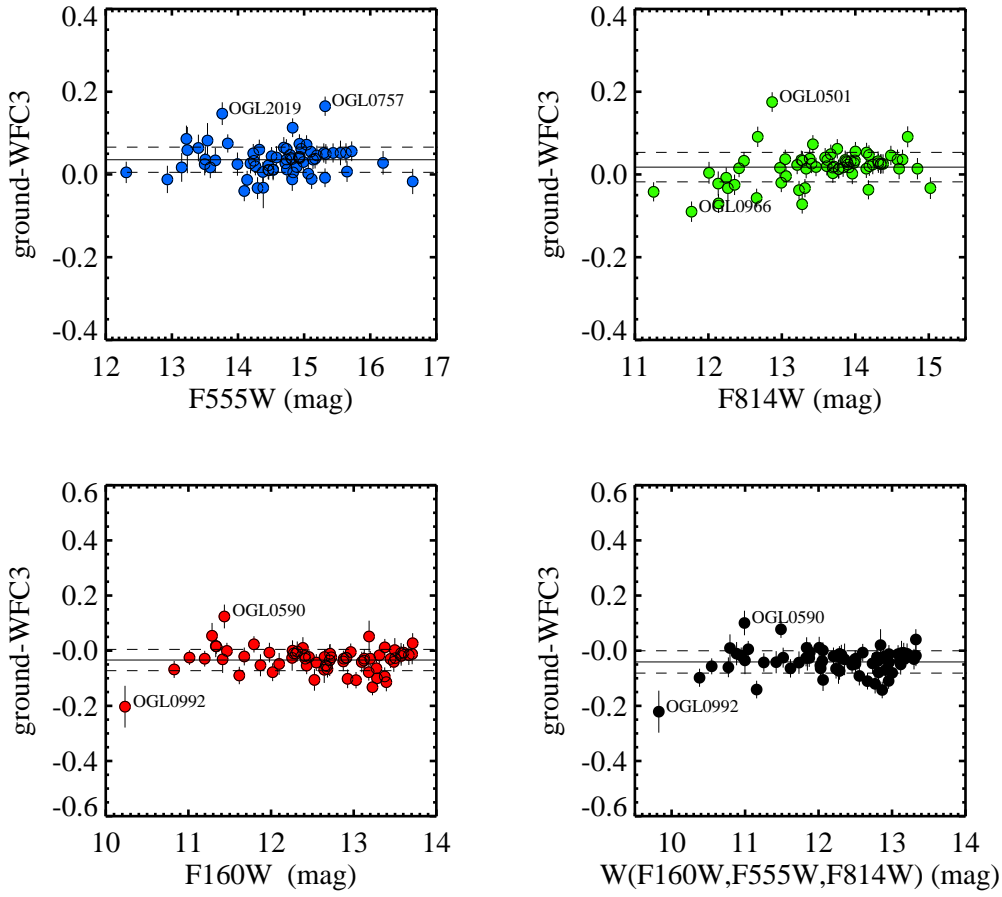 0.4
0.2
0.0
-0.2
-0.4
ground-WFC3
OGL2019
OGL0757
12 13 14 15 16 17
F555W (mag)
0.4
0.2
0.0
-0.2
-0.4
ground-WFC3
OGL0501
OGL0966
11 12 13 14 15
F814W (mag)
0.6
0.4
0.2
-0.0
-0.2
-0.4
-0.6
ground-WFC3
OGL0590
OGL0992
10 11 12 13 14
F160W (mag)
0.6
0.4
0.2
-0.0
-0.2
-0.4
-0.6
ground-WFC3
OGL0590
OGL0992
10 11 12 13 14
W(F160W,F555W,F814W) (mag)